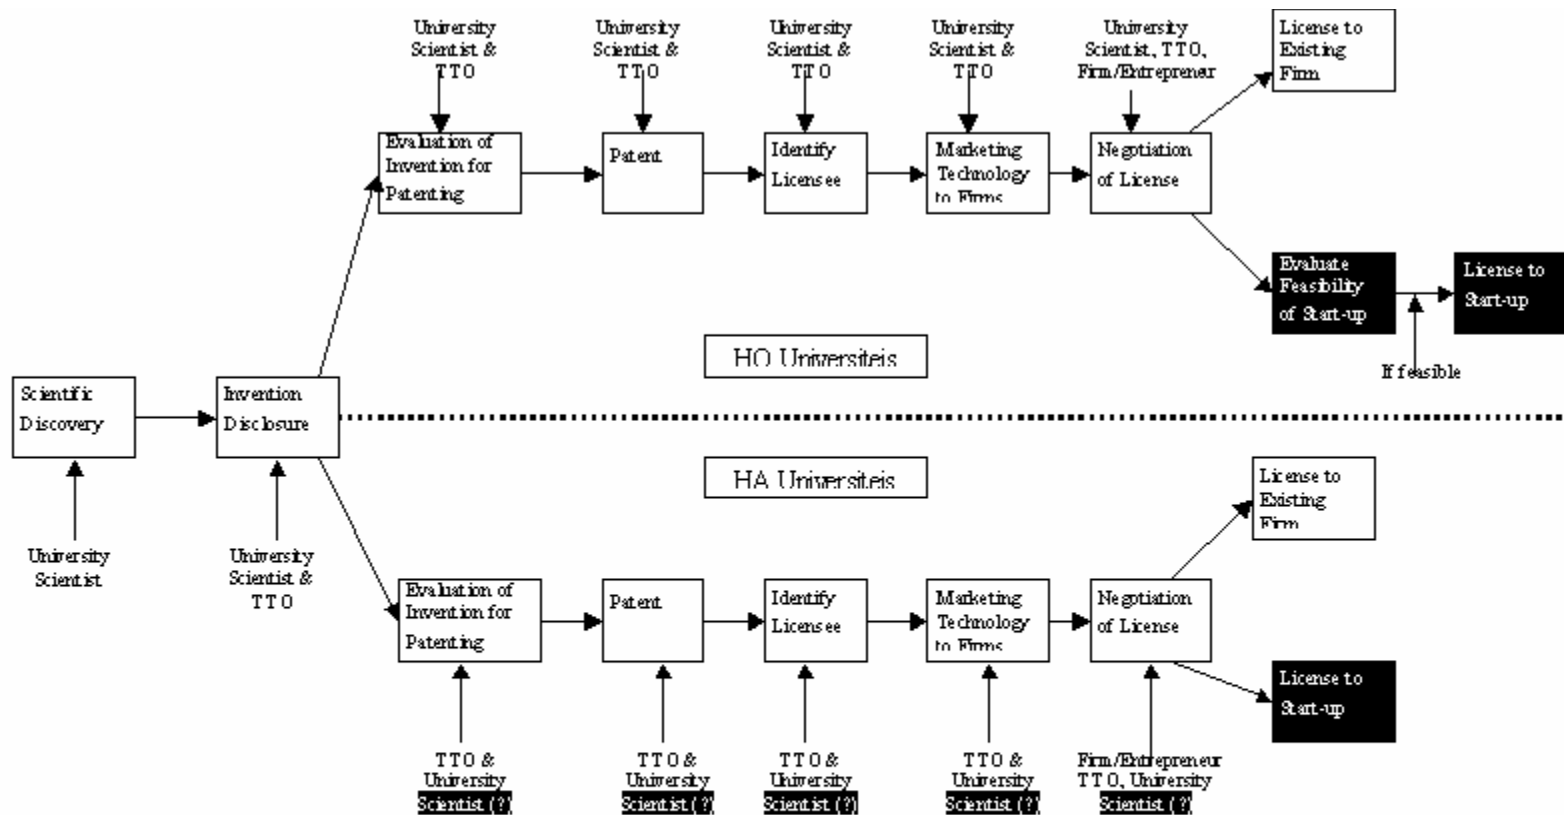 University
Scientist &
TTO
University
Scientist &
TTO
University
Scientist &
TTO
University
Scientist &
TTO
University
Scientist, TTO,
Firm/Entrepreneur
License to
Existing
Firm
Evaluation of
Invention for
Patenting
Patent
Identify
Licensee
Marketing
Technology
to Firms
Negotiation
of License
Evaluate
Feasibility
of Start-up
License to
Start-up
If feasible
HO Universiteis
Scientific
Discovery
Invention
Disclosure
HA Universiteis
University
Scientist
University
Scientist &
TTO
License to
Existing
Firm
Evaluation of
Invention for
Patenting
Patent
Identify
Licensee
Marketing
Technology
to Firms
Negotiation
of License
License to
Start-up
TTO &
University
Scientist (?)
TTO &
University
Scientist (?)
TTO &
University
Scientist (?)
TTO &
University
Scientist (?)
Firm/Entrepreneur
TTO, University
Scientist (?)